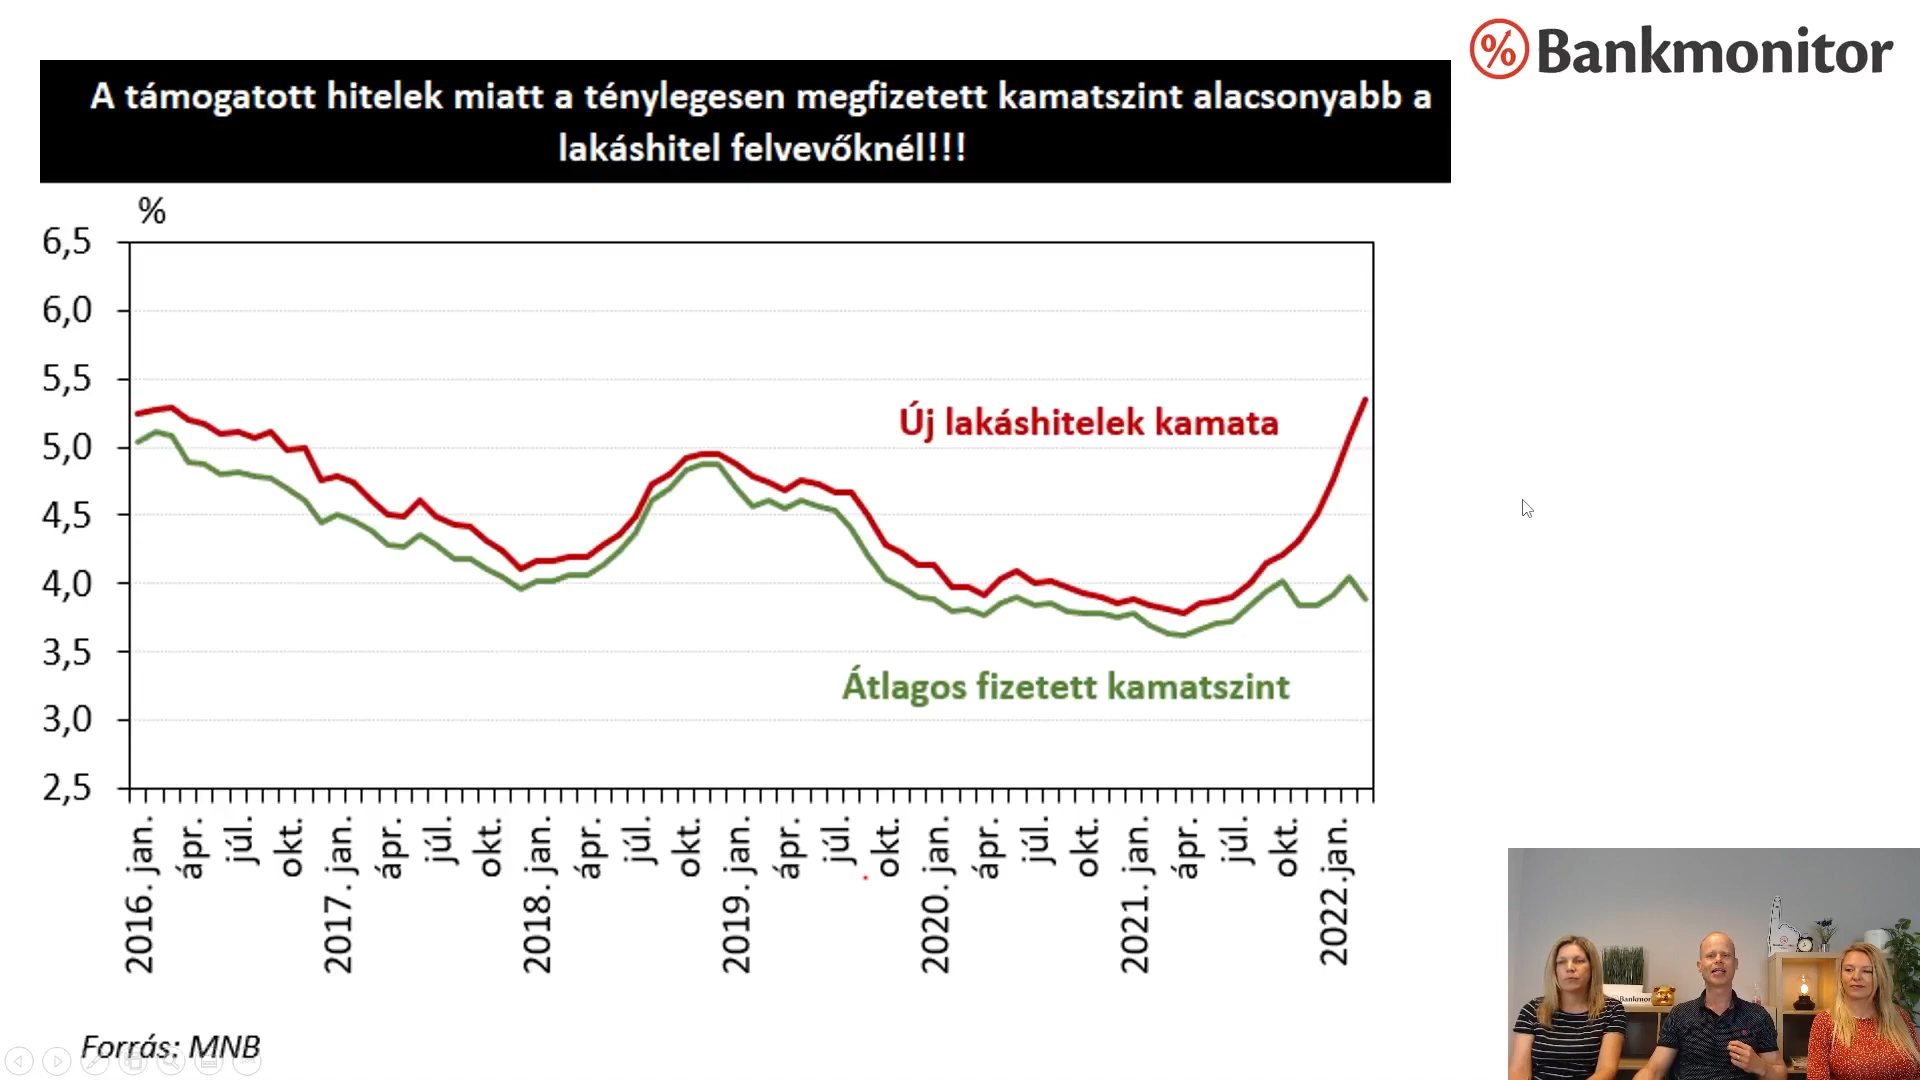 Bankmonitor
A támogatott hitelek miatt a ténylegesen megfizetett kamatszint alacsonyabb a
lakáshitel felvevőknél!!!
%
6,5
6,0
5,5
5,0
4,5
4,0
3,5
3,0
2,5
Új lakáshitelek kamata
Átlagos fizetett kamatszint
2016. jan.
ápr.
júl.
okt.
2017. jan.
ápr.
júl.
okt.
2018. jan.
ápr.
júl.
okt.
2019. jan.
ápr.
júl.
okt.
2020. jan.
ápr.
júl.
okt.
2021. jan.
ápr.
júl.
okt.
2022.jan.
Forrás: MNB